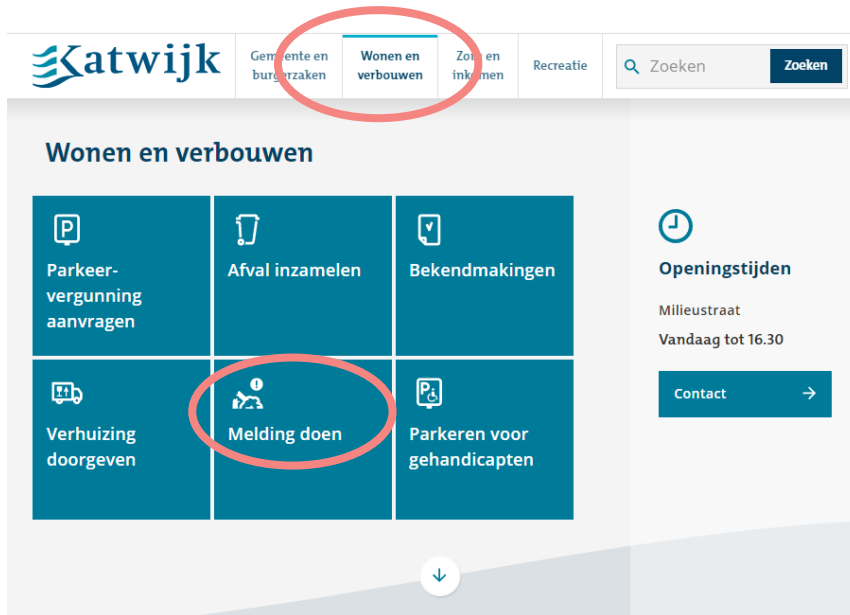 Katwijk
Gemeente en
burgerzaken
Wonen en
verbouwen
Zorg en
inkomen
Recreatie
Zoeken
Zoeken
Wonen en verbouwen
P
Parkeer-
vergunning
aanvragen
Afval inzamelen
Bekendmakingen
Verhuizing
doorgeven
Melding doen
P
Parkeren voor
gehandicapten
Openingstijden
Milieustraat
Vandaag tot 16.30
Contact